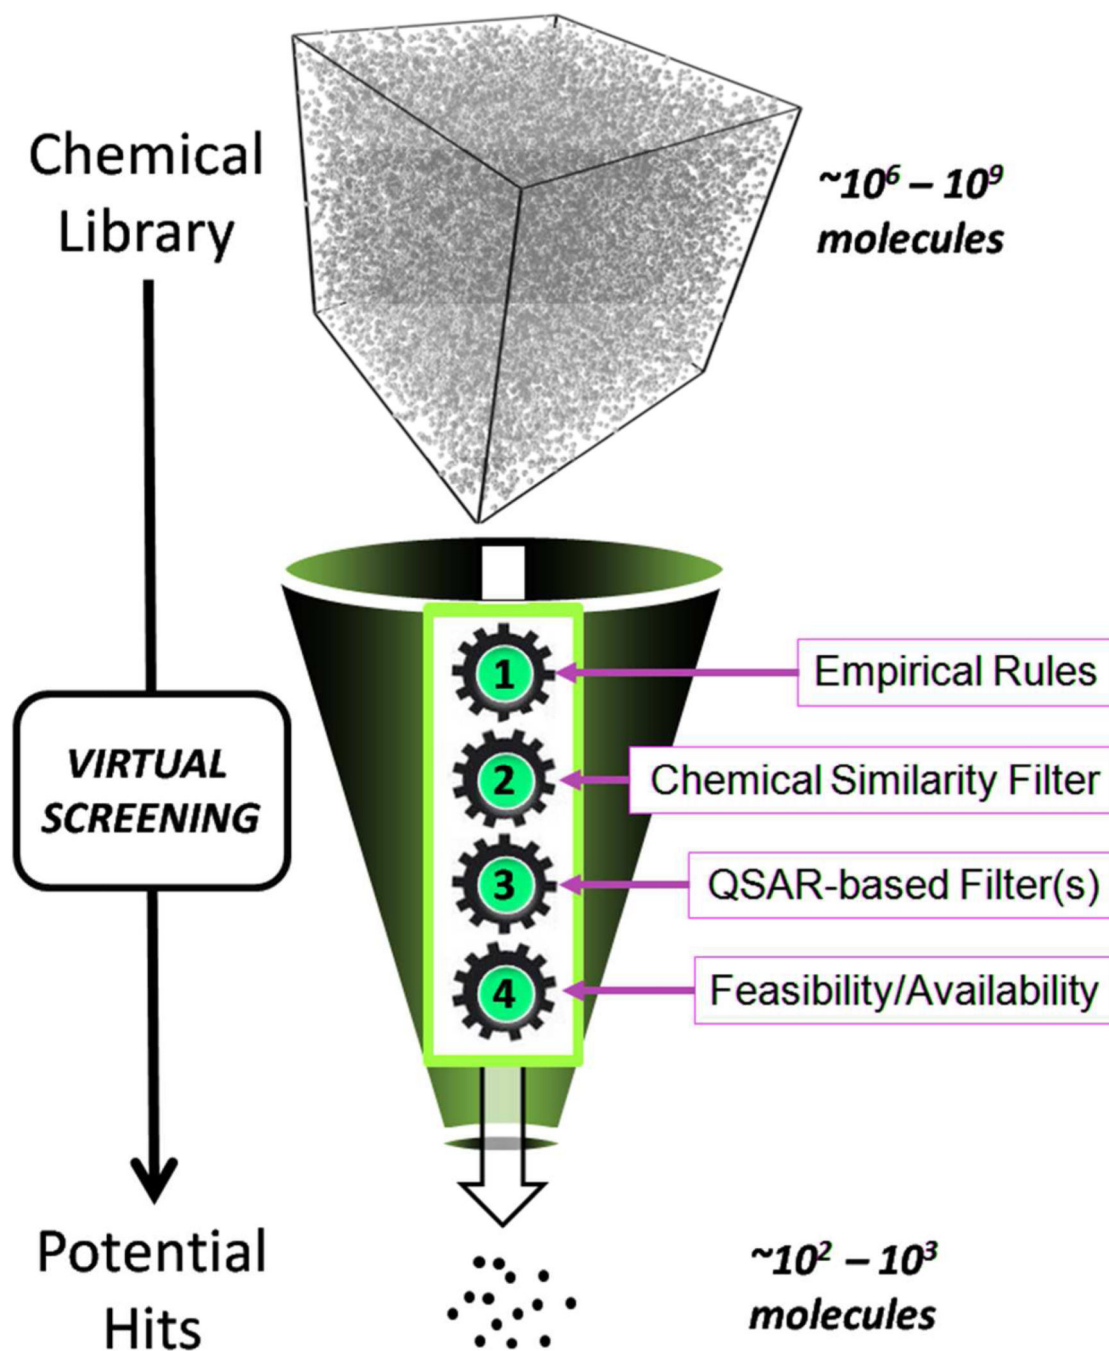 Chemical
Library
~10⁶ – 10⁹
molecules
1
Empirical Rules
VIRTUAL
SCREENING
2
Chemical Similarity Filter
3
QSAR-based Filter(s)
4
Feasibility/Availability
Potential
Hits
~10² – 10³
molecules